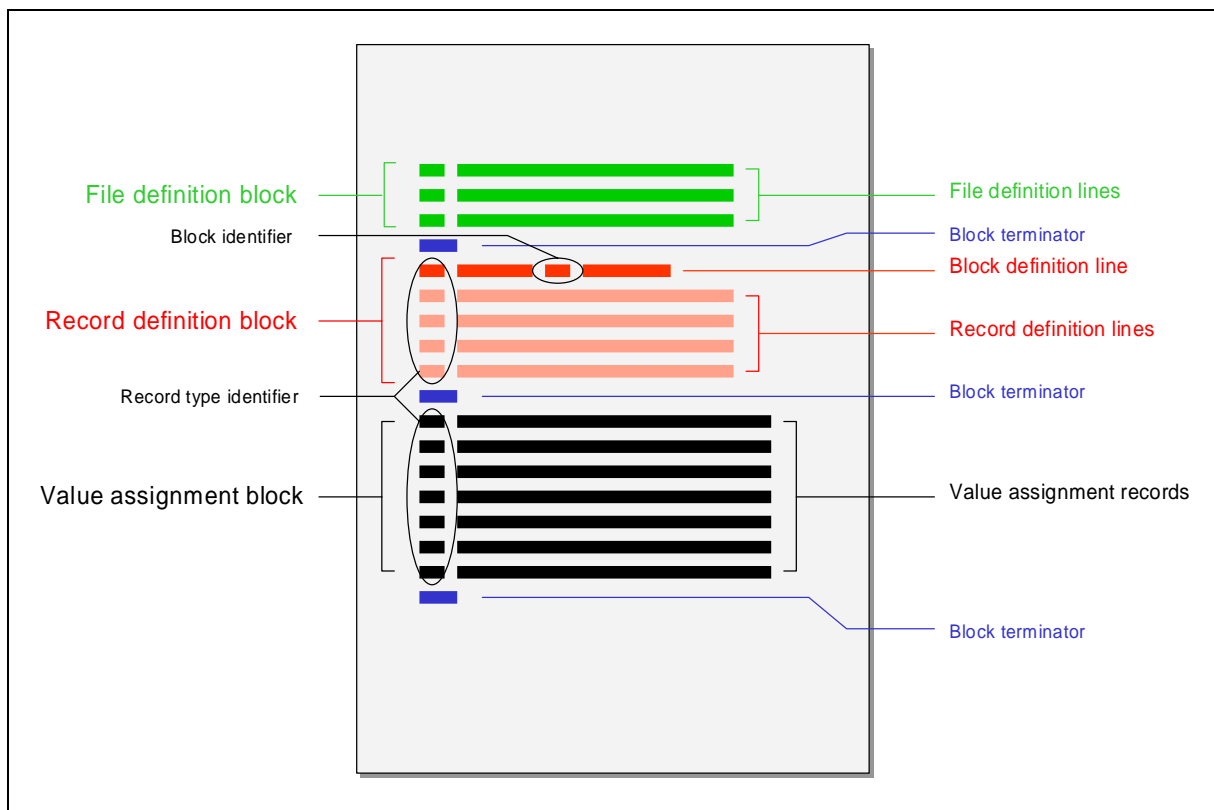 File definition block
File definition lines
Block identifier
Block terminator
Block definition line
Record definition block
Record definition lines
Record type identifier
Block terminator
Value assignment block
Value assignment records
Block terminator